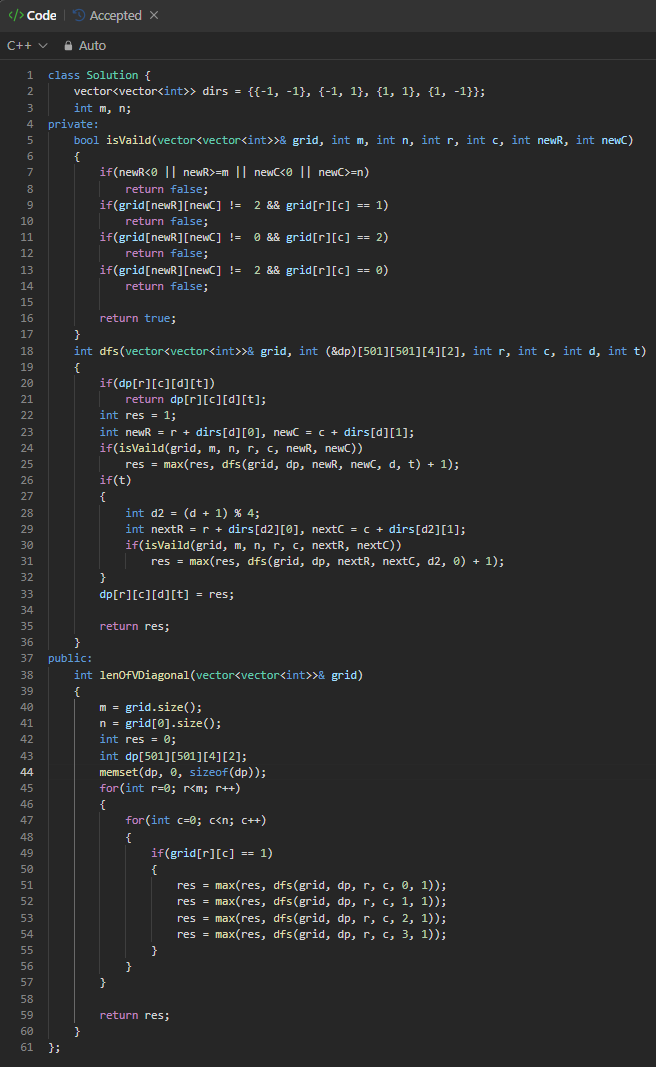 </> Code | Accepted ×
C++ Auto
1 class Solution {
2     vector<vector<int>> dirs = {{-1, -1}, {-1, 1}, {1, 1}, {1, -1}};
3     int m, n;
4 private:
5     bool isVaild(vector<vector<int>>& grid, int m, int n, int r, int c, int newR, int newC)
6     {
7         if(newR<0 || newR>=m || newC<0 || newC>=n)
8             return false;
9         if(grid[newR][newC] !=  2 && grid[r][c] == 1)
10             return false;
11         if(grid[newR][newC] !=  0 && grid[r][c] == 2)
12             return false;
13         if(grid[newR][newC] !=  2 && grid[r][c] == 0)
14             return false;
15
16         return true;
17     }
18     int dfs(vector<vector<int>>& grid, int (&dp)[501][501][4][2], int r, int c, int d, int t)
19     {
20         if(dp[r][c][d][t])
21             return dp[r][c][d][t];
22         int res = 1;
23         int newR = r + dirs[d][0], newC = c + dirs[d][1];
24         if(isVaild(grid, m, n, r, c, newR, newC))
25             res = max(res, dfs(grid, dp, newR, newC, d, t) + 1);
26         if(t)
27         {
28             int d2 = (d + 1) % 4;
29             int nextR = r + dirs[d2][0], nextC = c + dirs[d2][1];
30             if(isVaild(grid, m, n, r, c, nextR, nextC))
31                 res = max(res, dfs(grid, dp, nextR, nextC, d2, 0) + 1);
32         }
33         dp[r][c][d][t] = res;
34
35         return res;
36     }
37 public:
38     int lenOfVDiagonal(vector<vector<int>>& grid)
39     {
40         m = grid.size();
41         n = grid[0].size();
42         int res = 0;
43         int dp[501][501][4][2];
44         memset(dp, 0, sizeof(dp));
45         for(int r=0; r<m; r++)
46         {
47             for(int c=0; c<n; c++)
48             {
49                 if(grid[r][c] == 1)
50                 {
51                     res = max(res, dfs(grid, dp, r, c, 0, 1));
52                     res = max(res, dfs(grid, dp, r, c, 1, 1));
53                     res = max(res, dfs(grid, dp, r, c, 2, 1));
54                     res = max(res, dfs(grid, dp, r, c, 3, 1));
55                 }
56             }
57         }
58
59         return res;
60     }
61 };